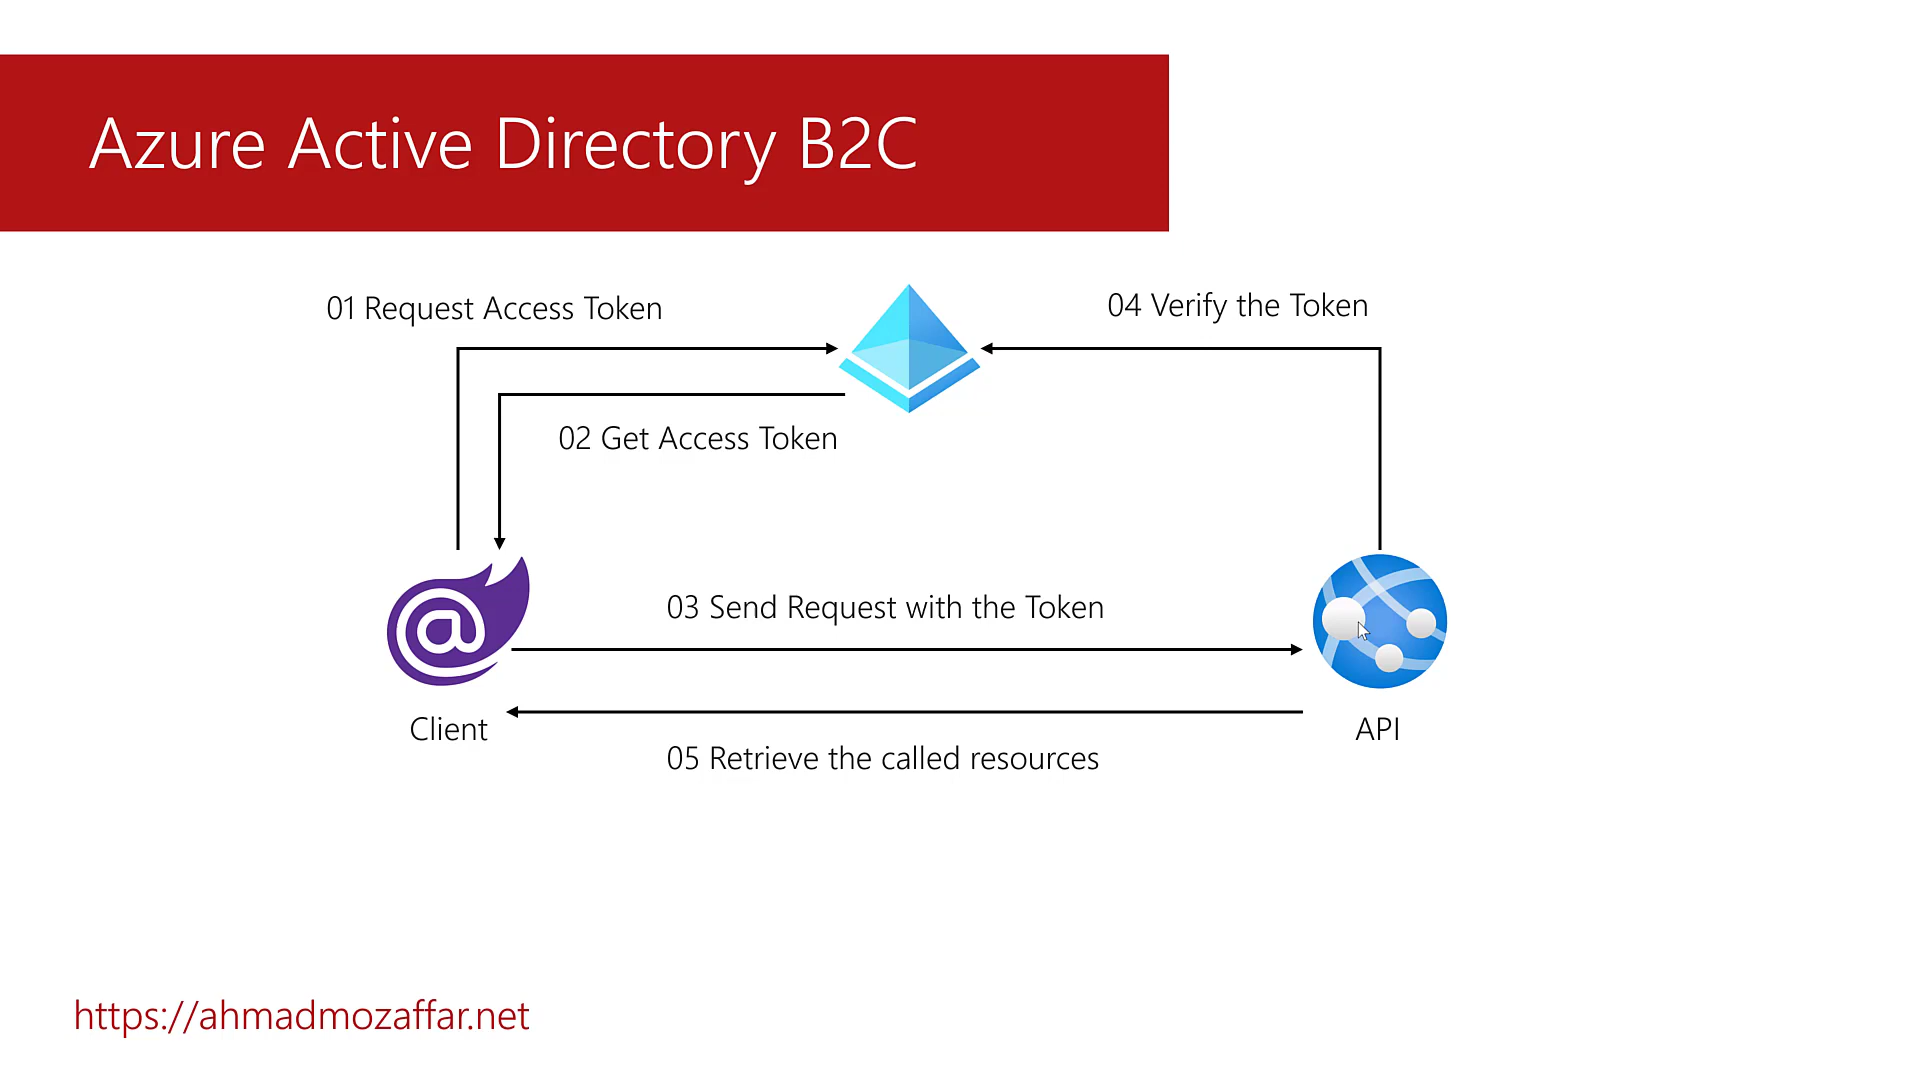 Azure Active Directory B2C
01 Request Access Token
04 Verify the Token
02 Get Access Token
03 Send Request with the Token
Client
API
05 Retrieve the called resources
https://ahmadmozaffar.net